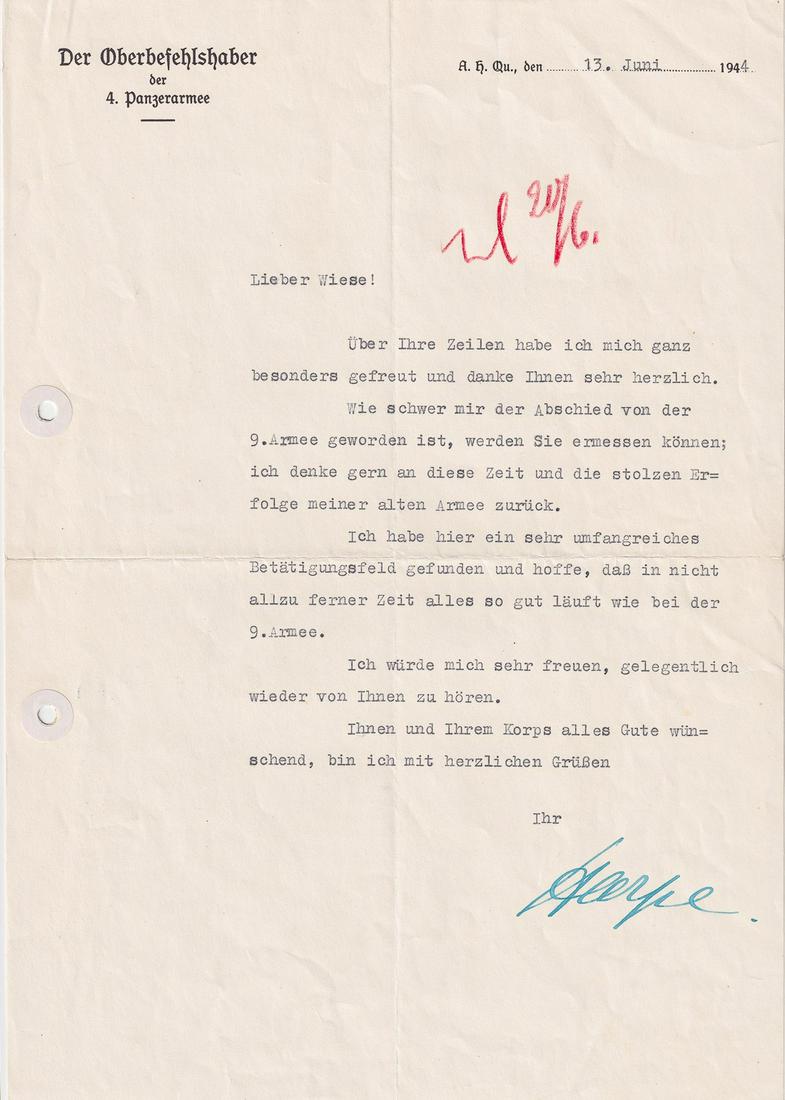 Der Oberbefehlshaber
der
4. Panzerarmee
A. H. Qu., den 13. Juni 1944
20/6.
Lieber Wiese!
Über Ihre Zeilen habe ich mich ganz
besonders gefreut und danke Ihnen sehr herzlich.
Wie schwer mir der Abschied von der
9.Armee geworden ist, werden Sie ermessen können;
ich denke gern an diese Zeit und die stolzen Er=
folge meiner alten Armee zurück.
Ich habe hier ein sehr umfangreiches
Betätigungsfeld gefunden und hoffe, daß in nicht
allzu ferner Zeit alles so gut läuft wie bei der
9.Armee.
Ich würde mich sehr freuen, gelegentlich
wieder von Ihnen zu hören.
Ihnen und Ihrem Korps alles Gute wün=
schend, bin ich mit herzlichen Grüßen
Ihr
Harpe.